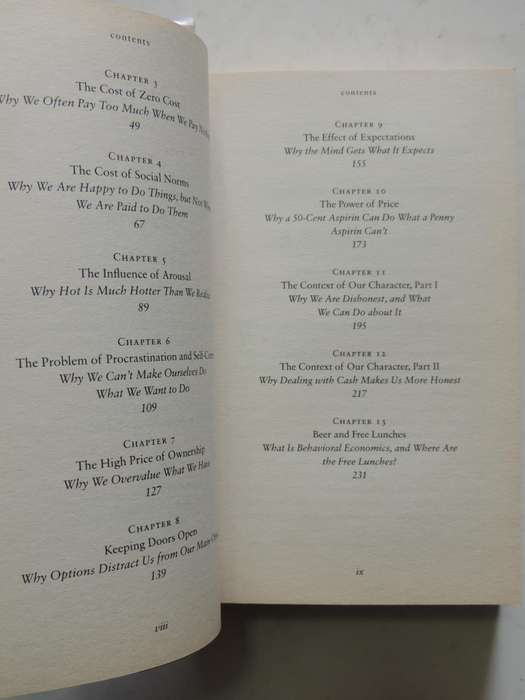 contents
CHAPTER 3
The Cost of Zero Cost
Why We Often Pay Too Much When We Pay
49
CHAPTER 4
The Cost of Social Norms
Why We Are Happy to Do Things, but Not
We Are Paid to Do Them
67
CHAPTER 5
The Influence of Arousal
Why Hot Is Much Hotter Than We
89
CHAPTER 6
The Problem of Procrastination and
Why We Can't Make Ourselves Do
What We Want to Do
109
CHAPTER 7
The High Price of Ownership
Why We Overvalue What We Have
127
CHAPTER 8
Keeping Doors Open
Why Options Distract Us from Our Main
139
viii
contents
CHAPTER 9
The Effect of Expectations
Why the Mind Gets What It Expects
155
CHAPTER 10
The Power of Price
Why a 50-Cent Aspirin Can Do What a Penny
Aspirin Can't
173
CHAPTER 11
The Context of Our Character, Part I
Why We Are Dishonest, and What
We Can Do about It
195
CHAPTER 12
The Context of Our Character, Part II
Why Dealing with Cash Makes Us More Honest
217
CHAPTER 13
Beer and Free Lunches
What Is Behavioral Economics, and Where Are
the Free Lunches?
231
ix